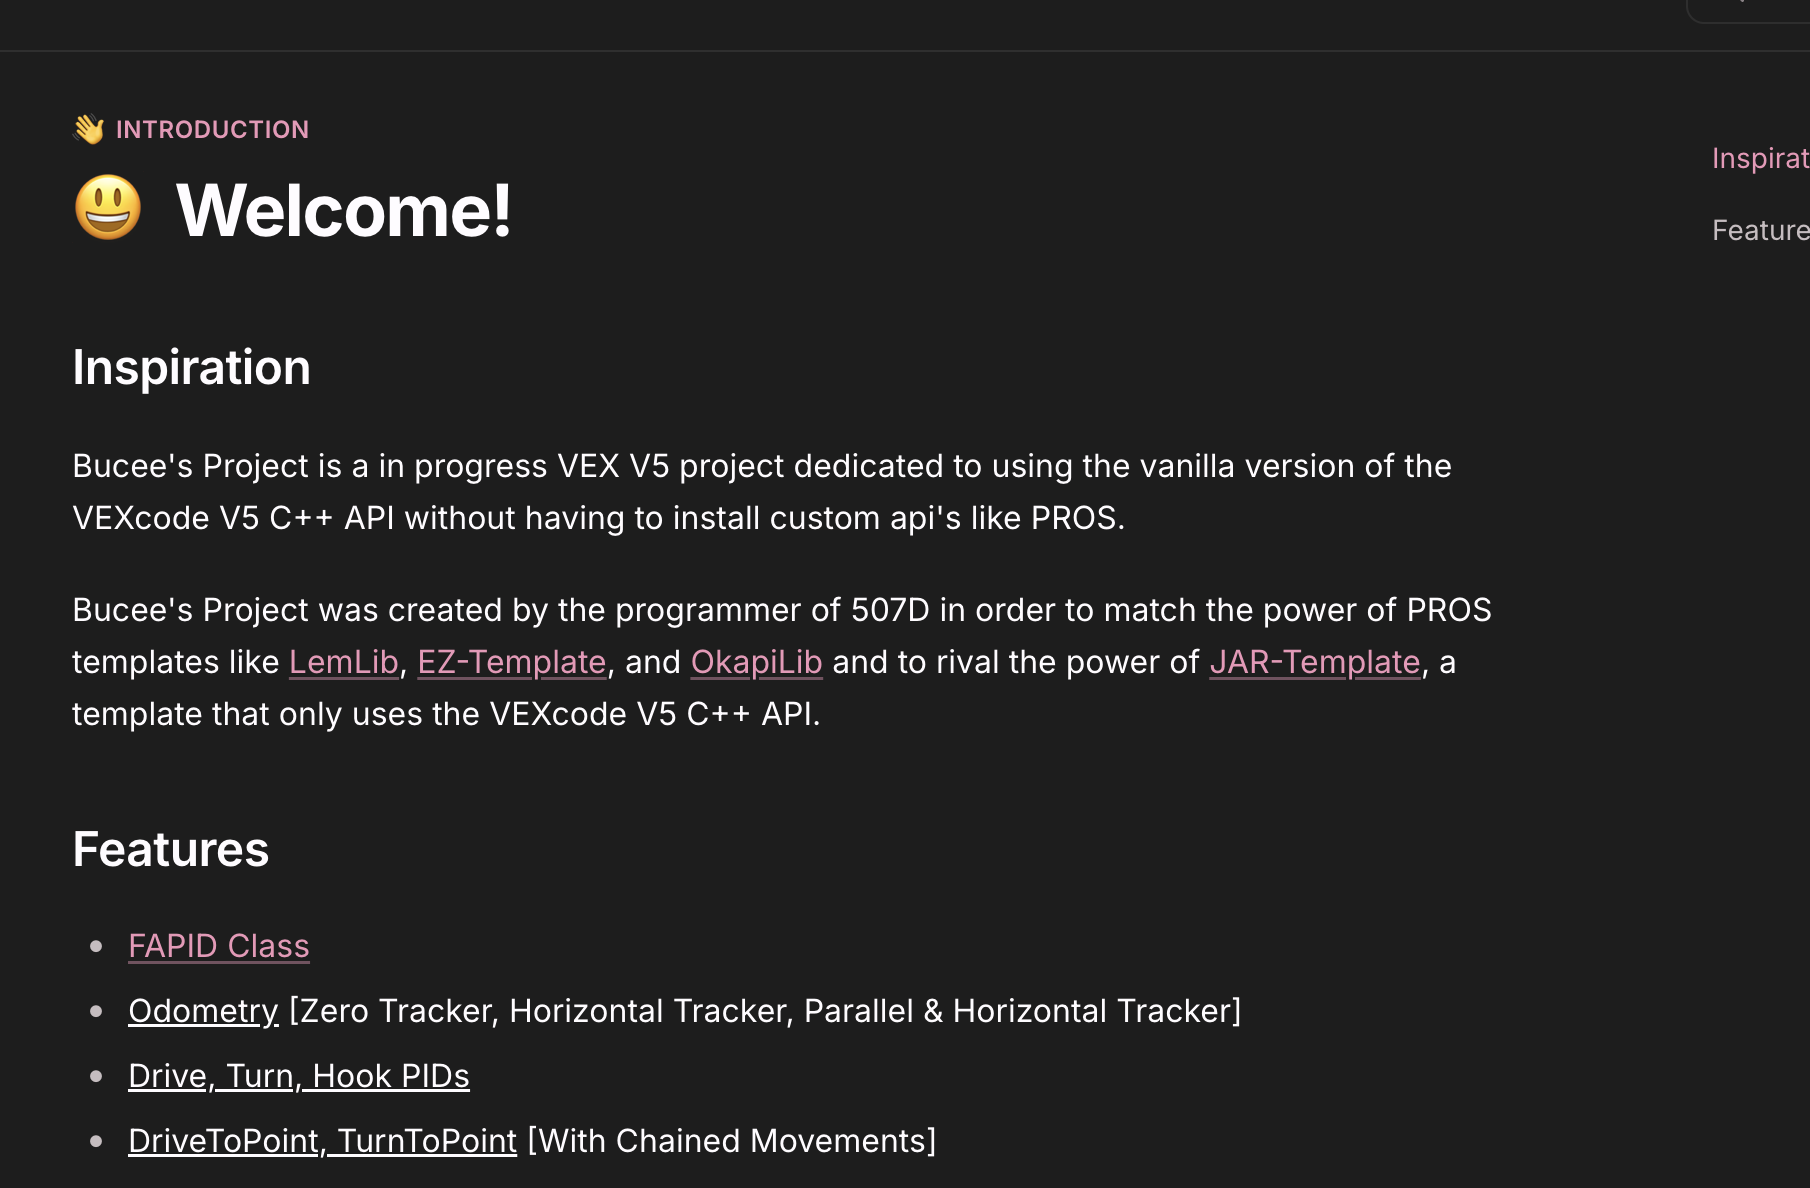 INTRODUCTION
Welcome!
Inspiration
Bucee's Project is a in progress VEX V5 project dedicated to using the vanilla version of the
VEXcode V5 C++ API without having to install custom api's like PROS.
Bucee's Project was created by the programmer of 507D in order to match the power of PROS
templates like LemLib, EZ-Template, and OkapiLib and to rival the power of JAR-Template, a
template that only uses the VEXcode V5 C++ API.
Features
FAPID Class
Odometry [Zero Tracker, Horizontal Tracker, Parallel & Horizontal Tracker]
Drive, Turn, Hook PIDs
DriveToPoint, TurnToPoint [With Chained Movements]
Inspirat
Feature